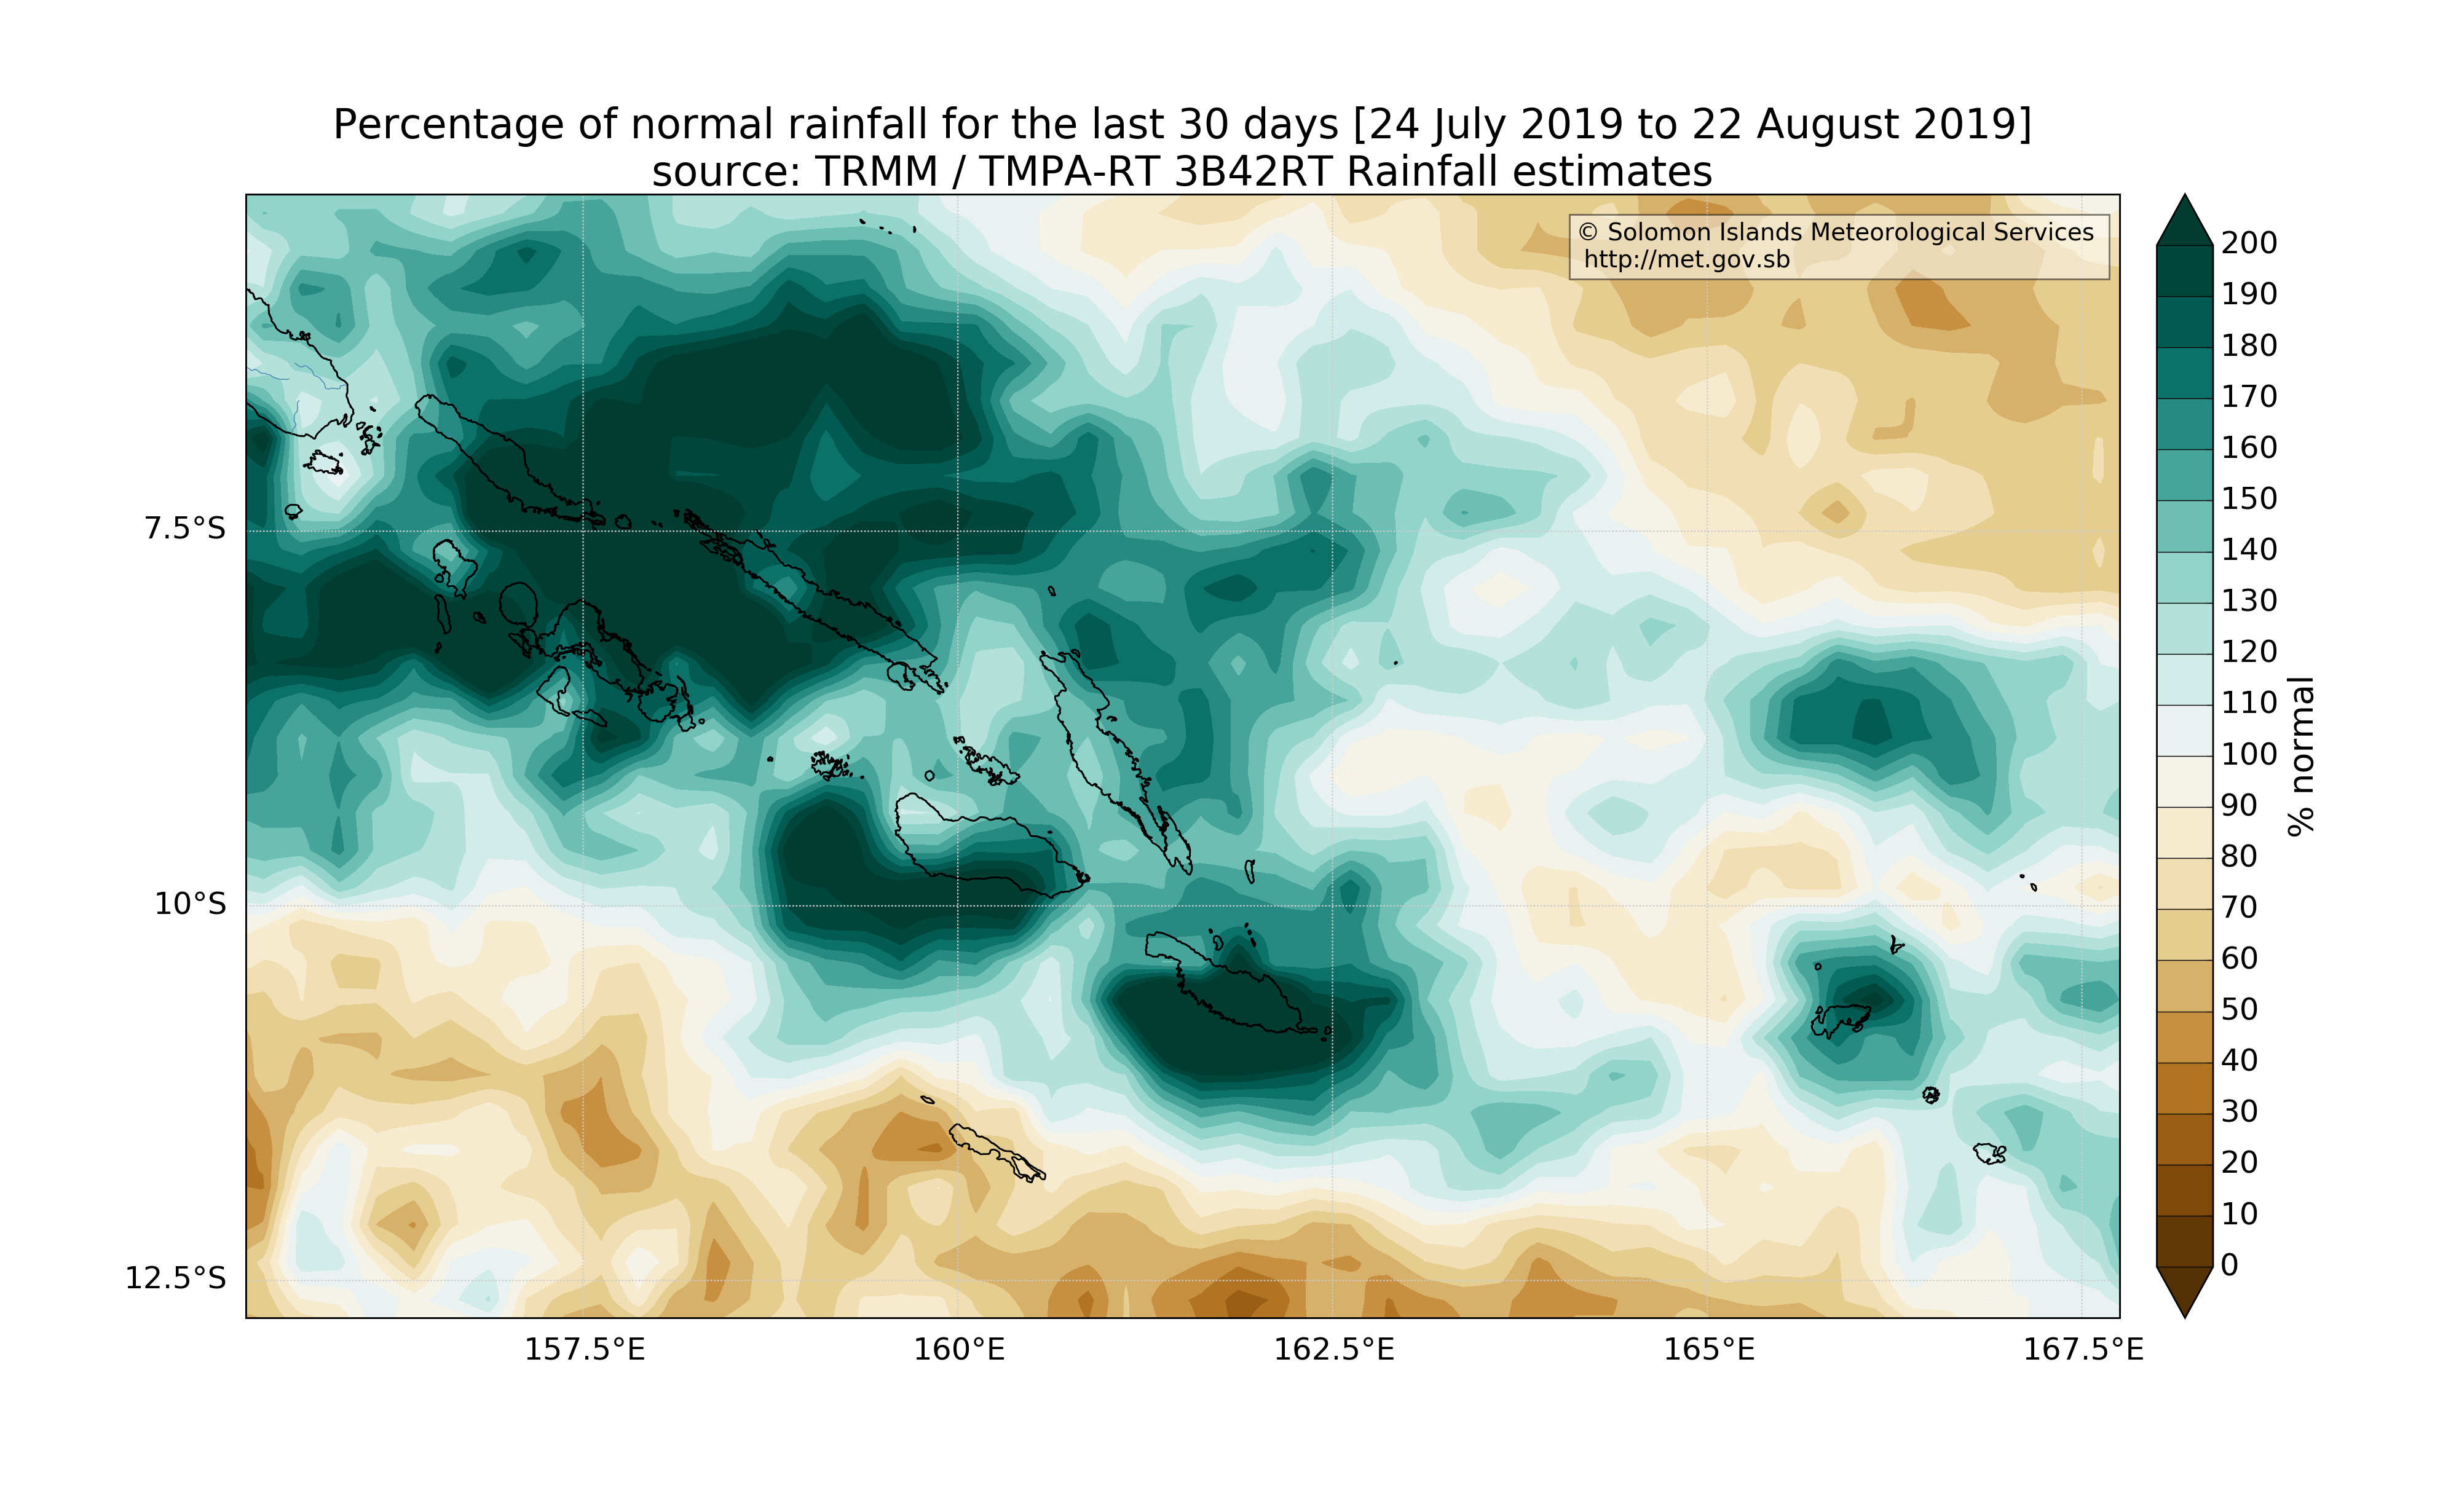 Percentage of normal rainfall for the last 30 days [24 July 2019 to 22 August 2019]
source: TRMM / TMPA-RT 3B42RT Rainfall estimates
© Solomon Islands Meteorological Services
http://met.gov.sb
7.5°S
10°S
12.5°S
157.5°E
160°E
162.5°E
165°E
167.5°E
200
190
180
170
160
150
140
130
120
110
100
90
80
70
60
50
40
30
20
10
0
% normal